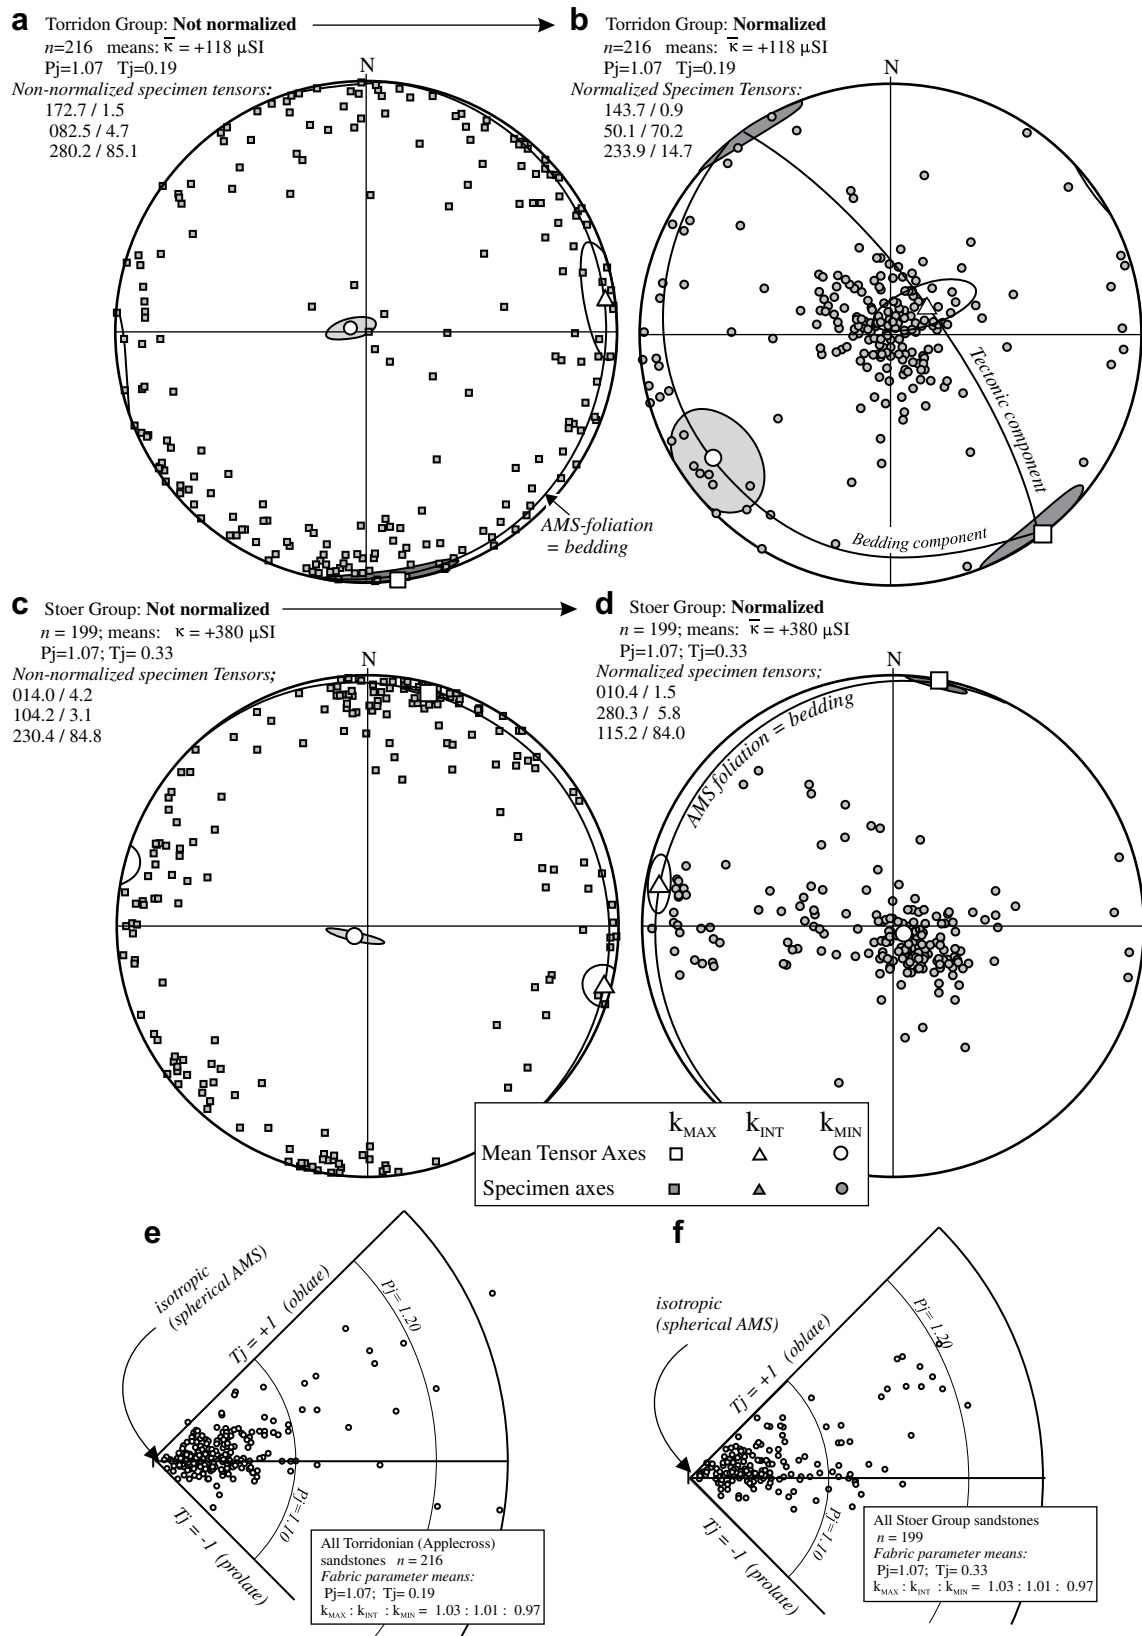 a Torridon Group: Not normalized
n=216 means: κ̅ = +118 μSI
Pj=1.07 Tj=0.19
Non-normalized specimen tensors:
172.7 / 1.5
082.5 / 4.7
280.2 / 85.1
N
AMS-foliation
= bedding
b Torridon Group: Normalized
n=216 means: κ̅ = +118 μSI
Pj=1.07 Tj=0.19
Normalized Specimen Tensors:
143.7 / 0.9
50.1 / 70.2
233.9 / 14.7
N
Tectonic component
Bedding component
c Stoer Group: Not normalized
n = 199; means: κ = +380 μSI
Pj=1.07; Tj= 0.33
Non-normalized specimen Tensors;
014.0 / 4.2
104.2 / 3.1
230.4 / 84.8
N
d Stoer Group: Normalized
n = 199; means: κ̅ = +380 μSI
Pj=1.07; Tj= 0.33
Normalized specimen tensors;
010.4 / 1.5
280.3 / 5.8
115.2 / 84.0
N
AMS foliation = bedding
kMAX kINT kMIN
Mean Tensor Axes
Specimen axes
e
isotropic
(spherical AMS)
Tj = +1 (oblate)
Pj= 1.20
Pj=1.10
Tj = -1 (prolate)
All Torridonian (Applecross)
sandstones n = 216
Fabric parameter means:
Pj=1.07; Tj= 0.19
kMAX : kINT : kMIN = 1.03 : 1.01 : 0.97
f
isotropic
(spherical AMS)
Tj = +1 (oblate)
Pj= 1.20
Pj=1.10
Tj = -1 (prolate)
All Stoer Group sandstones
n = 199
Fabric parameter means:
Pj=1.07; Tj= 0.33
kMAX : kINT : kMIN = 1.03 : 1.01 : 0.97